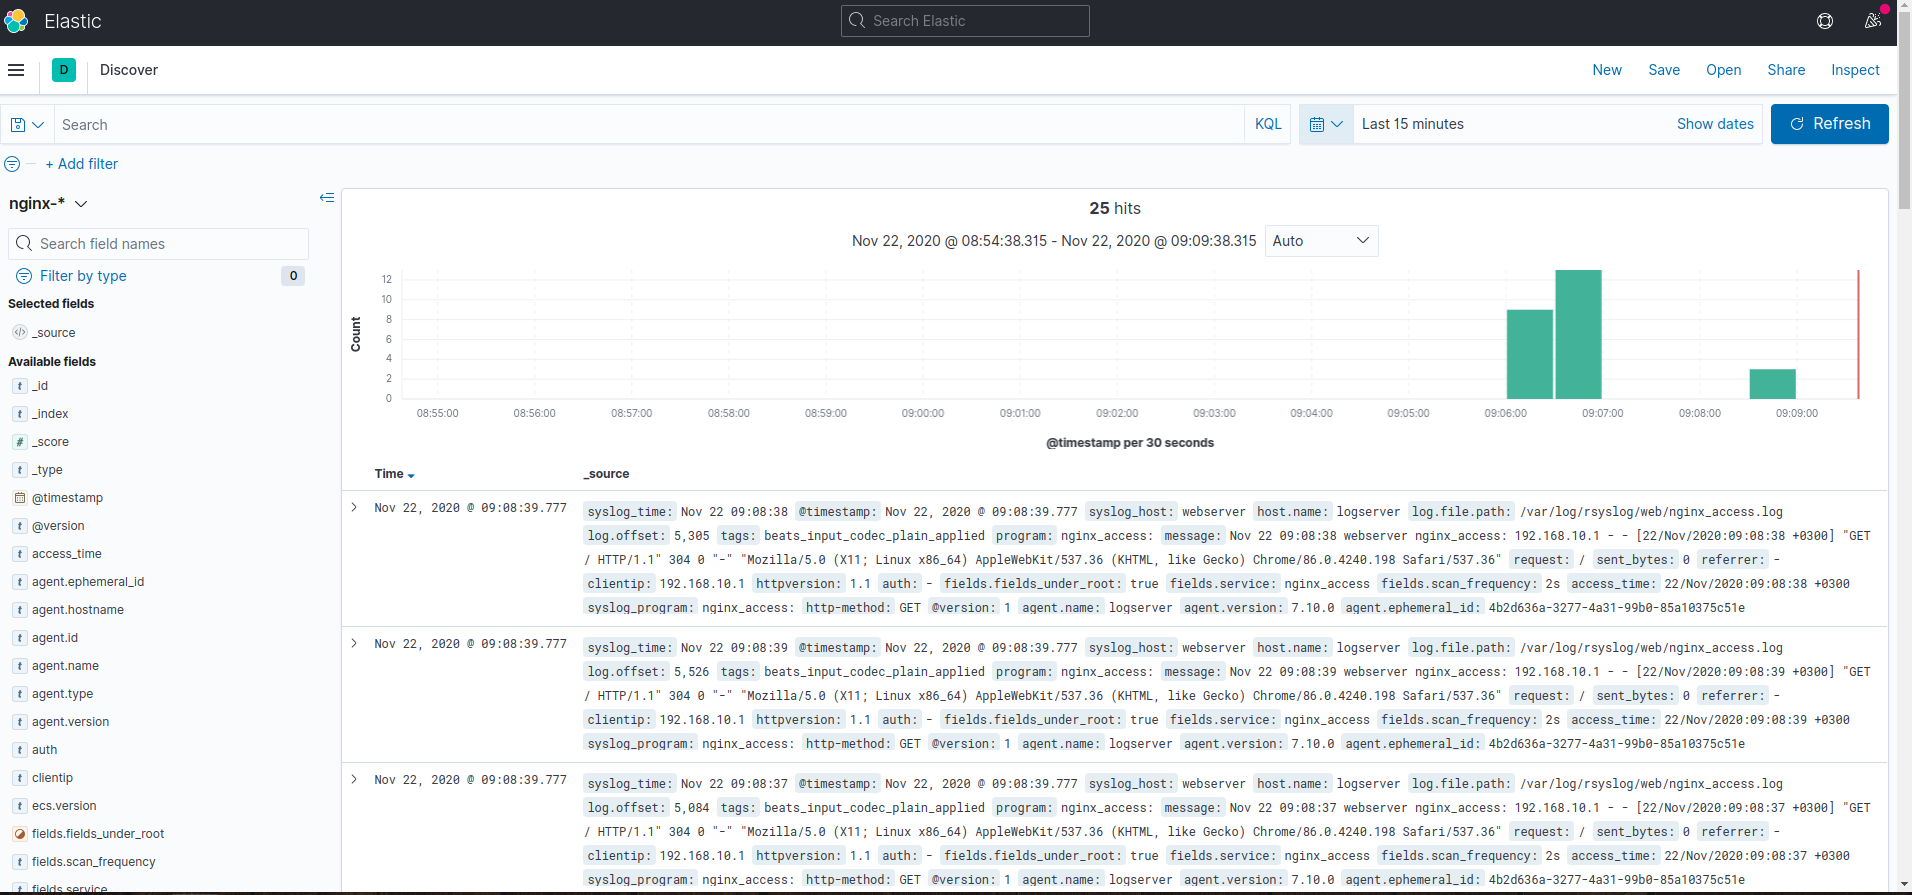 Elastic
Search Elastic
D Discover New Save Open Share Inspect
Search KQL Last 15 minutes Show dates Refresh
+ Add filter
nginx-*
Search field names
Filter by type 0
Selected fields
_source
Available fields
t _id
t _index
# _score
t _type
@timestamp
t @version
t access_time
t agent.ephemeral_id
t agent.hostname
t agent.id
t agent.name
t agent.type
t agent.version
t auth
t clientip
t ecs.version
fields.fields_under_root
t fields.scan_frequency
fields.service
25 hits
Nov 22, 2020 @ 08:54:38.315 - Nov 22, 2020 @ 09:09:38.315 Auto
Count
12
10
8
6
4
2
0
08:55:00 08:56:00 08:57:00 08:58:00 08:59:00 09:00:00 09:01:00 09:02:00 09:03:00 09:04:00 09:05:00 09:06:00 09:07:00 09:08:00 09:09:00
@timestamp per 30 seconds
Time _source
Nov 22, 2020 @ 09:08:39.777 syslog_time: Nov 22 09:08:38 @timestamp: Nov 22, 2020 @ 09:08:39.777 syslog_host: webserver host.name: logserver log.file.path: /var/log/rsyslog/web/nginx_access.log
log.offset: 5,305 tags: beats_input_codec_plain_applied program: nginx_access: message: Nov 22 09:08:38 webserver nginx_access: 192.168.10.1 - - [22/Nov/2020:09:08:38 +0300] "GET
/ HTTP/1.1" 304 0 "-" "Mozilla/5.0 (X11; Linux x86_64) AppleWebKit/537.36 (KHTML, like Gecko) Chrome/86.0.4240.198 Safari/537.36" request: / sent_bytes: 0 referrer: -
clientip: 192.168.10.1 httpversion: 1.1 auth: - fields.fields_under_root: true fields.service: nginx_access fields.scan_frequency: 2s access_time: 22/Nov/2020:09:08:38 +0300
syslog_program: nginx_access: http-method: GET @version: 1 agent.name: logserver agent.version: 7.10.0 agent.ephemeral_id: 4b2d636a-3277-4a31-99b0-85a10375c51e
Nov 22, 2020 @ 09:08:39.777 syslog_time: Nov 22 09:08:39 @timestamp: Nov 22, 2020 @ 09:08:39.777 syslog_host: webserver host.name: logserver log.file.path: /var/log/rsyslog/web/nginx_access.log
log.offset: 5,526 tags: beats_input_codec_plain_applied program: nginx_access: message: Nov 22 09:08:39 webserver nginx_access: 192.168.10.1 - - [22/Nov/2020:09:08:39 +0300] "GET
/ HTTP/1.1" 304 0 "-" "Mozilla/5.0 (X11; Linux x86_64) AppleWebKit/537.36 (KHTML, like Gecko) Chrome/86.0.4240.198 Safari/537.36" request: / sent_bytes: 0 referrer: -
clientip: 192.168.10.1 httpversion: 1.1 auth: - fields.fields_under_root: true fields.service: nginx_access fields.scan_frequency: 2s access_time: 22/Nov/2020:09:08:39 +0300
syslog_program: nginx_access: http-method: GET @version: 1 agent.name: logserver agent.version: 7.10.0 agent.ephemeral_id: 4b2d636a-3277-4a31-99b0-85a10375c51e
Nov 22, 2020 @ 09:08:39.777 syslog_time: Nov 22 09:08:37 @timestamp: Nov 22, 2020 @ 09:08:39.777 syslog_host: webserver host.name: logserver log.file.path: /var/log/rsyslog/web/nginx_access.log
log.offset: 5,084 tags: beats_input_codec_plain_applied program: nginx_access: message: Nov 22 09:08:37 webserver nginx_access: 192.168.10.1 - - [22/Nov/2020:09:08:37 +0300] "GET
/ HTTP/1.1" 304 0 "-" "Mozilla/5.0 (X11; Linux x86_64) AppleWebKit/537.36 (KHTML, like Gecko) Chrome/86.0.4240.198 Safari/537.36" request: / sent_bytes: 0 referrer: -
clientip: 192.168.10.1 httpversion: 1.1 auth: - fields.fields_under_root: true fields.service: nginx_access fields.scan_frequency: 2s access_time: 22/Nov/2020:09:08:37 +0300
syslog_program: nginx_access: http-method: GET @version: 1 agent.name: logserver agent.version: 7.10.0 agent.ephemeral_id: 4b2d636a-3277-4a31-99b0-85a10375c51e